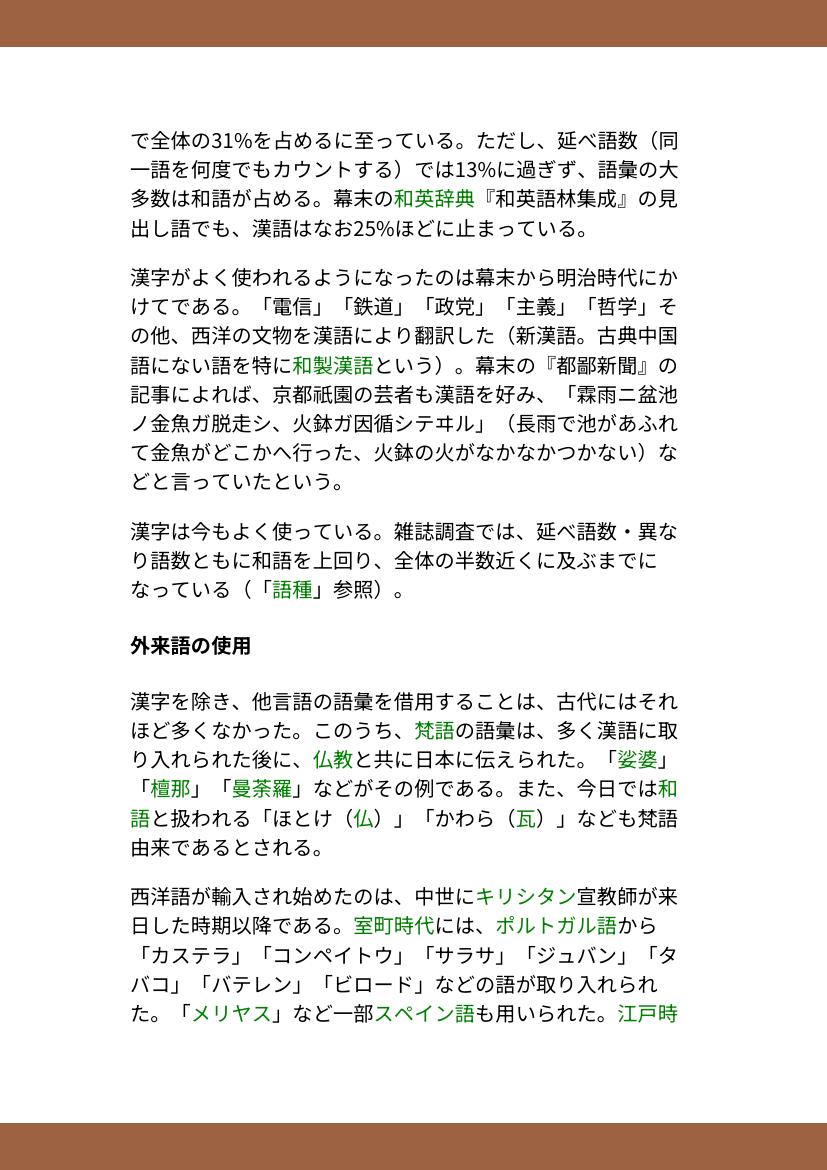 で全体の31%を占めるに至っている。ただし、延べ語数（同
一語を何度でもカウントする）では13%に過ぎず、語彙の大
多数は和語が占める。幕末の和英辞典『和英語林集成』の見
出し語でも、漢語はなお25%ほどに止まっている。
漢字がよく使われるようになったのは幕末から明治時代にか
けてである。「電信」「鉄道」「政党」「主義」「哲学」そ
の他、西洋の文物を漢語により翻訳した（新漢語。古典中国
語にない語を特に和製漢語という）。幕末の『都鄙新聞』の
記事によれば、京都祇園の芸者も漢語を好み、「霖雨ニ盆池
ノ金魚ガ脱走シ、火鉢ガ因循シテヰル」（長雨で池があふれ
て金魚がどこかへ行った、火鉢の火がなかなかつかない）な
どと言っていたという。
漢字は今もよく使っている。雑誌調査では、延べ語数・異な
り語数ともに和語を上回り、全体の半数近くに及ぶまでに
なっている（「語種」参照）。
外来語の使用
漢字を除き、他言語の語彙を借用することは、古代にはそれ
ほど多くなかった。このうち、梵語の語彙は、多く漢語に取
り入れられた後に、仏教と共に日本に伝えられた。「娑婆」
「檀那」「曼荼羅」などがその例である。また、今日では和
語と扱われる「ほとけ（仏）」「かわら（瓦）」なども梵語
由来であるとされる。
西洋語が輸入され始めたのは、中世にキリシタン宣教師が来
日した時期以降である。室町時代には、ポルトガル語から
「カステラ」「コンペイトウ」「サラサ」「ジュバン」「タ
バコ」「バテレン」「ビロード」などの語が取り入れられ
た。「メリヤス」など一部スペイン語も用いられた。江戸時